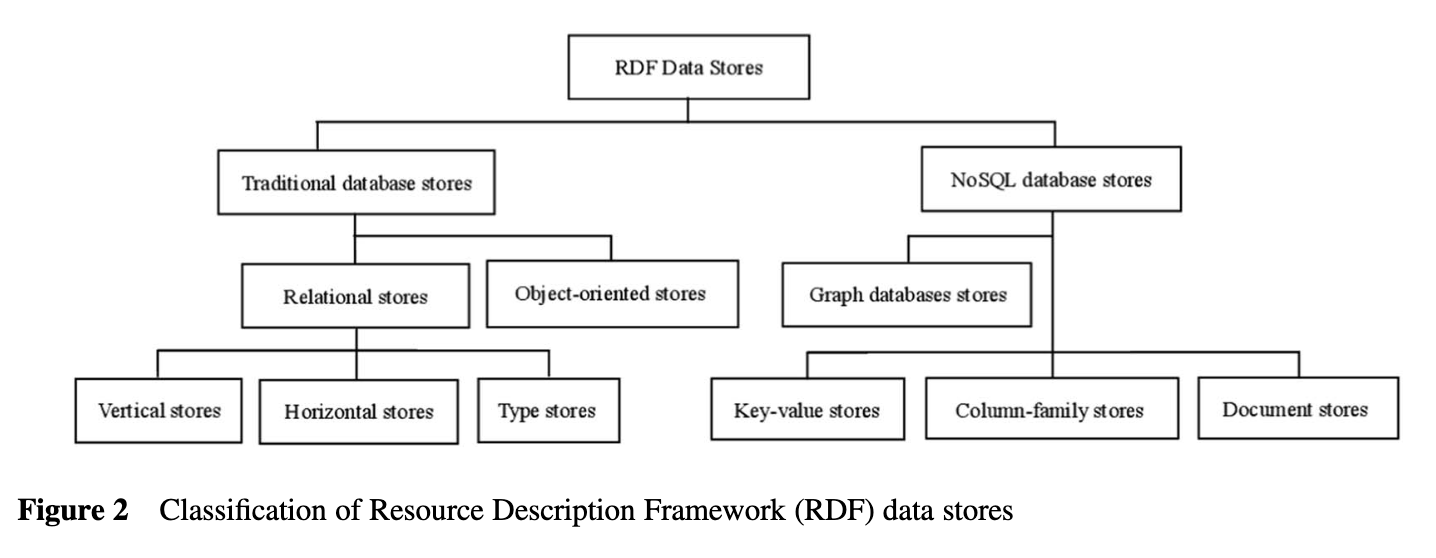 RDF Data Stores
Traditional database stores
NoSQL database stores
Relational stores
Object-oriented stores
Graph databases stores
Vertical stores
Horizontal stores
Type stores
Key-value stores
Column-family stores
Document stores
Figure 2 Classification of Resource Description Framework (RDF) data stores